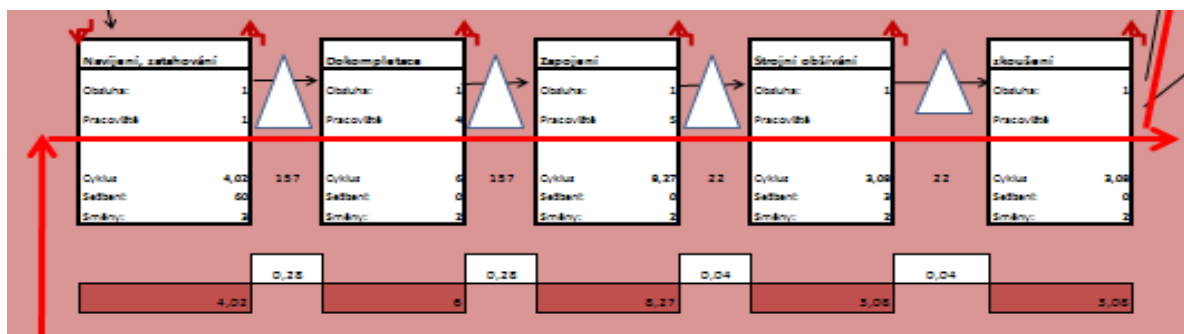 Navíjení, zatahování
Obsluha: 1
Pracoviště 1
Cyklus 4,02
Seřízení: 60
Směny: 3
157
Dokompletace
Obsluha: 1
Pracoviště 4
Cyklus 6
Seřízení: 0
Směny: 2
157
Zapojení
Obsluha: 1
Pracoviště 5
Cyklus 8,27
Seřízení: 0
Směny: 2
22
Strojní obšívání
Obsluha: 1
Pracoviště
Cyklus 3,08
Seřízení: 3
Směny: 2
22
zkoušení
Obsluha: 1
Pracoviště
Cyklus 3,08
Seřízení: 0
Směny: 2
0,28
0,28
0,04
0,04
4,02
6
8,27
3,08
3,08